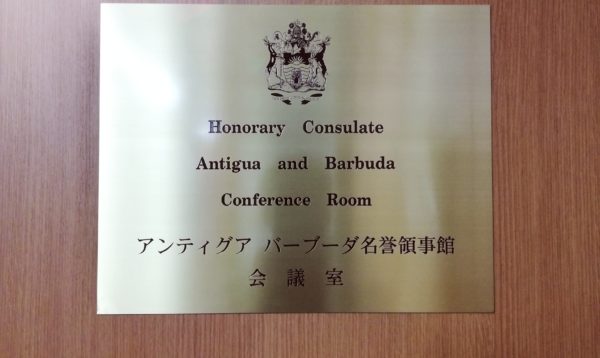 Honorary Consulate
Antigua and Barbuda
Conference Room
アンティグア バーブーダ名誉領事館
会 議 室